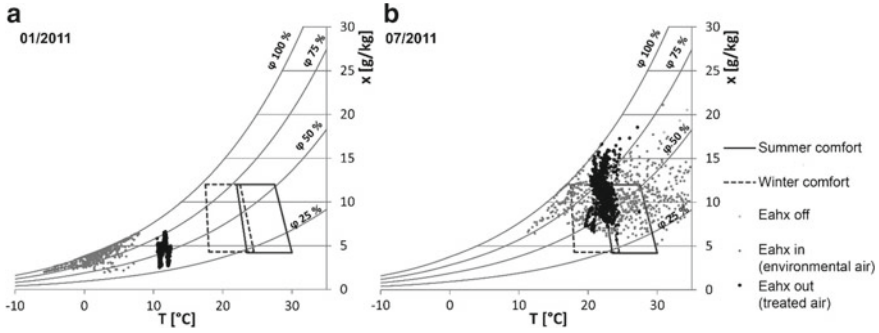 a
01/2011
φ 100 %
φ 75 %
φ 50 %
φ 25 %
x [g/kg]
30
25
20
15
10
5
0
-10
0
10
20
30
T [°C]
b
07/2011
φ 100 %
φ 75 %
φ 50 %
φ 25 %
x [g/kg]
30
25
20
15
10
5
0
-10
0
10
20
30
T [°C]
Summer comfort
Winter comfort
Eahx off
Eahx in
(environmental air)
Eahx out
(treated air)